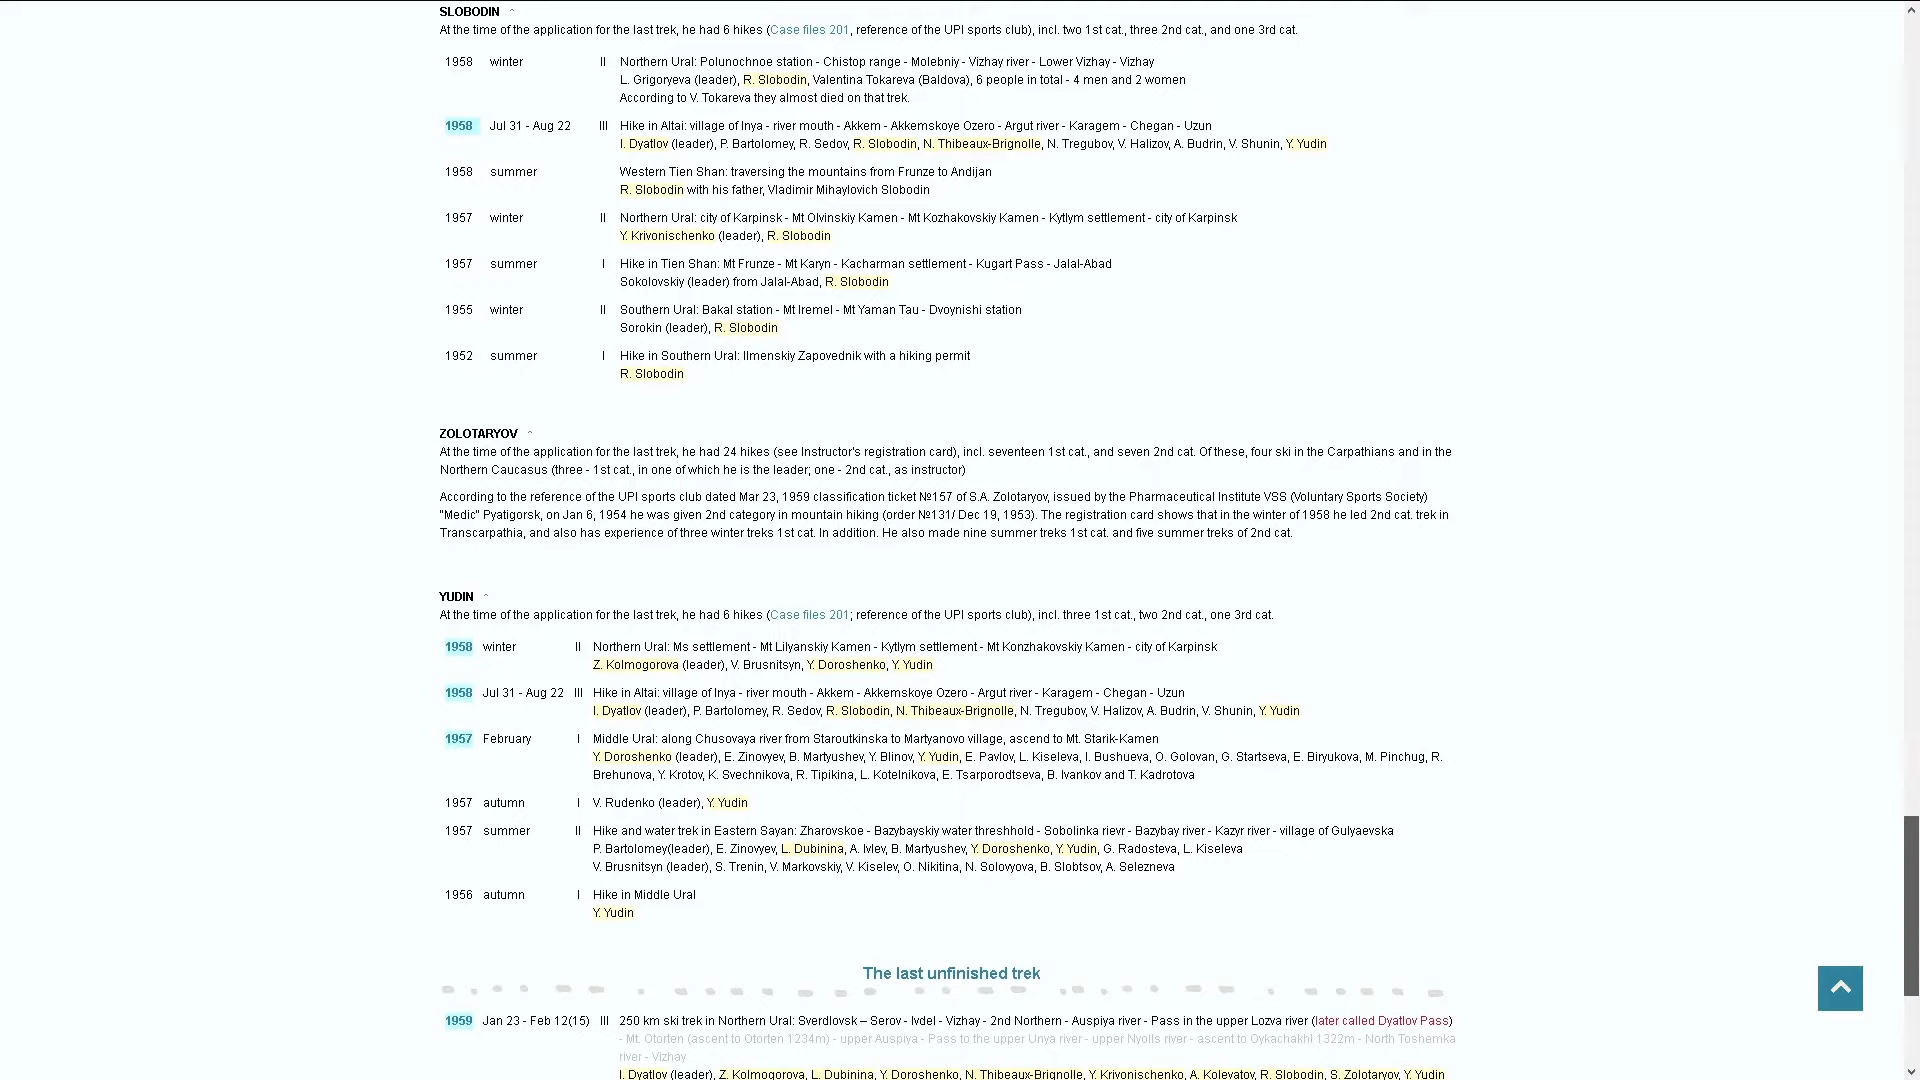 SLOBODIN ^
At the time of the application for the last trek, he had 6 hikes (Case files 201, reference of the UPI sports club), incl. two 1st cat., three 2nd cat., and one 3rd cat.
1958 winter II Northern Ural: Polunochnoe station - Chistop range - Molebniy - Vizhay river - Lower Vizhay - Vizhay
L. Grigoryeva (leader), R. Slobodin, Valentina Tokareva (Baldova), 6 people in total - 4 men and 2 women
According to V. Tokareva they almost died on that trek.
1958 Jul 31 - Aug 22 III Hike in Altai: village of Inya - river mouth - Akkem - Akkemskoye Ozero - Argut river - Karagem - Chegan - Uzun
I. Dyatlov (leader), P. Bartolomey, R. Sedov, R. Slobodin, N. Thibeaux-Brignolle, N. Tregubov, V. Halizov, A. Budrin, V. Shunin, Y. Yudin
1958 summer Western Tien Shan: traversing the mountains from Frunze to Andijan
R. Slobodin with his father, Vladimir Mihaylovich Slobodin
1957 winter II Northern Ural: city of Karpinsk - Mt Olvinskiy Kamen - Mt Kozhakovskiy Kamen - Kytlym settlement - city of Karpinsk
Y. Krivonischenko (leader), R. Slobodin
1957 summer I Hike in Tien Shan: Mt Frunze - Mt Karyn - Kacharman settlement - Kugart Pass - Jalal-Abad
Sokolovskiy (leader) from Jalal-Abad, R. Slobodin
1955 winter II Southern Ural: Bakal station - Mt Iremel - Mt Yaman Tau - Dvoynishi station
Sorokin (leader), R. Slobodin
1952 summer I Hike in Southern Ural: Ilmenskiy Zapovednik with a hiking permit
R. Slobodin
ZOLOTARYOV ^
At the time of the application for the last trek, he had 24 hikes (see Instructor's registration card), incl. seventeen 1st cat., and seven 2nd cat. Of these, four ski in the Carpathians and in the
Northern Caucasus (three - 1st cat., in one of which he is the leader; one - 2nd cat., as instructor)
According to the reference of the UPI sports club dated Mar 23, 1959 classification ticket №157 of S.A. Zolotaryov, issued by the Pharmaceutical Institute VSS (Voluntary Sports Society)
"Medic" Pyatigorsk, on Jan 6, 1954 he was given 2nd category in mountain hiking (order №131/ Dec 19, 1953). The registration card shows that in the winter of 1958 he led 2nd cat. trek in
Transcarpathia, and also has experience of three winter treks 1st cat. In addition. He also made nine summer treks 1st cat. and five summer treks of 2nd cat.
YUDIN ^
At the time of the application for the last trek, he had 6 hikes (Case files 201; reference of the UPI sports club), incl. three 1st cat., two 2nd cat., one 3rd cat.
1958 winter II Northern Ural: Ms settlement - Mt Lilyanskiy Kamen - Kytlym settlement - Mt Konzhakovskiy Kamen - city of Karpinsk
Z. Kolmogorova (leader), V. Brusnitsyn, Y. Doroshenko, Y. Yudin
1958 Jul 31 - Aug 22 III Hike in Altai: village of Inya - river mouth - Akkem - Akkemskoye Ozero - Argut river - Karagem - Chegan - Uzun
I. Dyatlov (leader), P. Bartolomey, R. Sedov, R. Slobodin, N. Thibeaux-Brignolle, N. Tregubov, V. Halizov, A. Budrin, V. Shunin, Y. Yudin
1957 February I Middle Ural: along Chusovaya river from Staroutkinska to Martyanovo village, ascend to Mt. Starik-Kamen
Y. Doroshenko (leader), E. Zinovyev, B. Martyushev, Y. Blinov, Y. Yudin, E. Pavlov, L. Kiseleva, I. Bushueva, O. Golovan, G. Startseva, E. Biryukova, M. Pinchug, R.
Brehunova, Y. Krotov, K. Svechnikova, R. Tipikina, L. Kotelnikova, E. Tsarporodtseva, B. Ivankov and T. Kadrotova
1957 autumn I V. Rudenko (leader), Y. Yudin
1957 summer II Hike and water trek in Eastern Sayan: Zharovskoe - Bazybayskiy water threshhold - Sobolinka rievr - Bazybay river - Kazyr river - village of Gulyaevska
P. Bartolomey(leader), E. Zinovyev, L. Dubinina, A. Ivlev, B. Martyushev, Y. Doroshenko, Y. Yudin, G. Radosteva, L. Kiseleva
V. Brusnitsyn (leader), S. Trenin, V. Markovskiy, V. Kiselev, O. Nikitina, N. Solovyova, B. Slobtsov, A. Selezneva
1956 autumn I Hike in Middle Ural
Y. Yudin
The last unfinished trek
1959 Jan 23 - Feb 12(15) III 250 km ski trek in Northern Ural: Sverdlovsk – Serov - Ivdel - Vizhay - 2nd Northern - Auspiya river - Pass in the upper Lozva river (later called Dyatlov Pass)
- Mt. Otorten (ascent to Otorten 1234m) - upper Auspiya - Pass to the upper Unya river - upper Nyolls river - ascent to Oykachakhl 1322m - North Toshemka
river - Vizhay
I. Dyatlov (leader), Z. Kolmogorova, L. Dubinina, Y. Doroshenko, N. Thibeaux-Brignolle, Y. Krivonischenko, A. Kolevatov, R. Slobodin, S. Zolotaryov, Y. Yudin